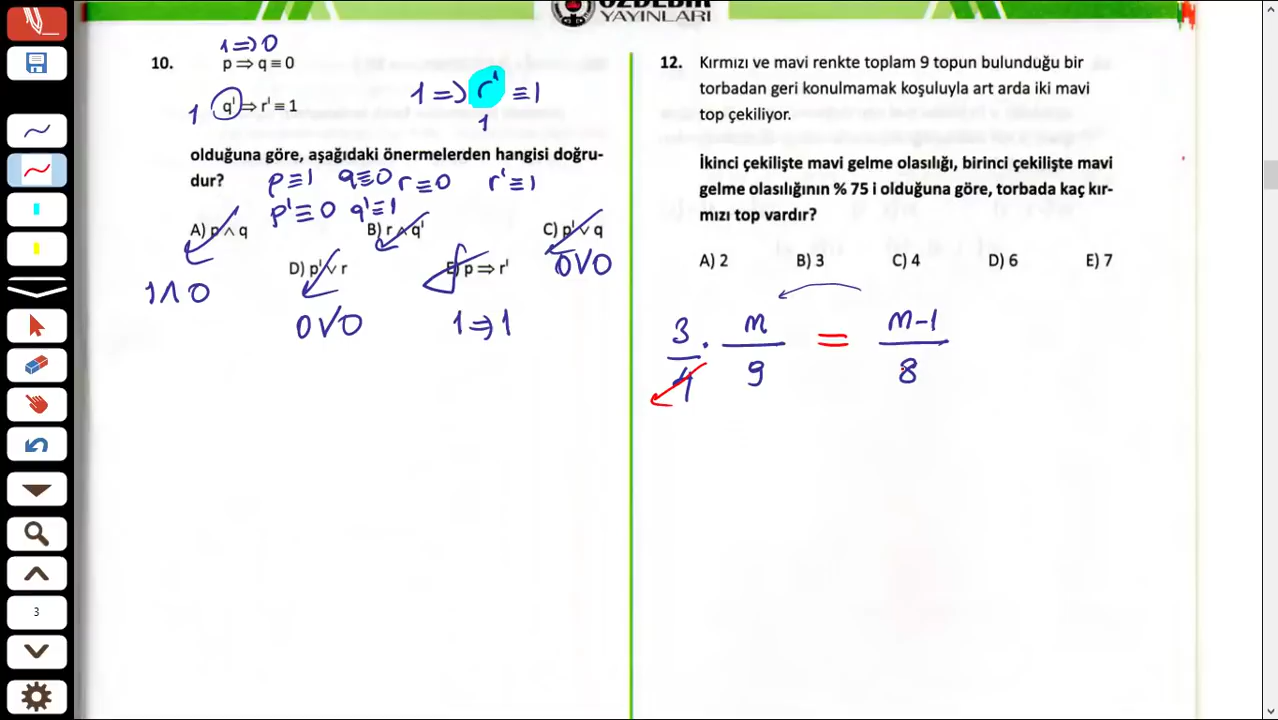 ÖZDEBİR
YAYINLARI
1 ⇒ 0
10. p ⇒ q ≡ 0
1 q' ⇒ r' ≡ 1
1 ⇒ r' ≡ 1
1
olduğuna göre, aşağıdaki önermelerden hangisi doğru-
dur?
p ≡ 1 q ≡ 0 r ≡ 0 r' ≡ 1
p' ≡ 0 q' ≡ 1
A) p ∧ q B) r ∧ q' C) p' ∨ q
D) p' ∨ r E) p ⇒ r' 0 ∨ 0
1 ∧ 0
0 ∨ 0 1 ⇒ 1
12. Kırmızı ve mavi renkte toplam 9 topun bulunduğu bir
torbadan geri konulmamak koşuluyla art arda iki mavi
top çekiliyor.
İkinci çekilişte mavi gelme olasılığı, birinci çekilişte mavi
gelme olasılığının % 75 i olduğuna göre, torbada kaç kır-
mızı top vardır?
A) 2 B) 3 C) 4 D) 6 E) 7
3/4 . m/9 = m-1/8
3